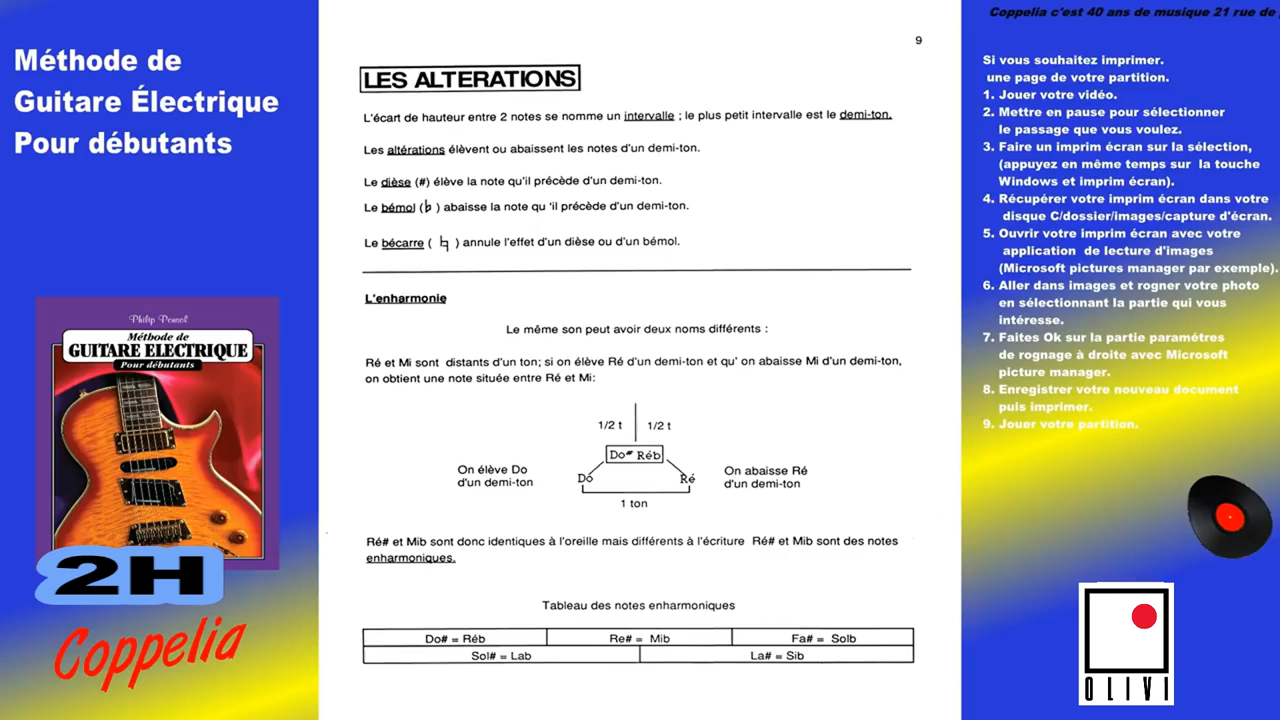 Méthode de
Guitare Électrique
Pour débutants
Philip Pomol
Méthode de
GUITARE ELECTRIQUE
Pour débutants
2H
Coppelia
9
LES ALTERATIONS
L'écart de hauteur entre 2 notes se nomme un intervalle ; le plus petit intervalle est le demi-ton.
Les altérations élèvent ou abaissent les notes d'un demi-ton.
Le dièse (#) élève la note qu'il précède d'un demi-ton.
Le bémol (♭) abaisse la note qu 'il précède d'un demi-ton.
Le bécarre ( ♮ ) annule l'effet d'un dièse ou d'un bémol.
L'enharmonie
Le même son peut avoir deux noms différents :
Ré et Mi sont distants d'un ton; si on élève Ré d'un demi-ton et qu' on abaisse Mi d'un demi-ton,
on obtient une note située entre Ré et Mi:
1/2 t 1/2 t
Do# Réb
On élève Do
d'un demi-ton
Do Ré
On abaisse Ré
d'un demi-ton
1 ton
Ré# et Mib sont donc identiques à l'oreille mais différents à l'écriture Ré# et Mib sont des notes
enharmoniques.
Tableau des notes enharmoniques
Do# = Réb Re# = Mib Fa# = Solb
Sol# = Lab La# = Sib
Coppelia c'est 40 ans de musique 21 rue de
Si vous souhaitez imprimer.
une page de votre partition.
1. Jouer votre vidéo.
2. Mettre en pause pour sélectionner
le passage que vous voulez.
3. Faire un imprim écran sur la sélection,
(appuyez en même temps sur la touche
Windows et imprim écran).
4. Récupérer votre imprim écran dans votre
disque C/dossier/images/capture d'écran.
5. Ouvrir votre imprim écran avec votre
application de lecture d'images
(Microsoft pictures manager par exemple).
6. Aller dans images et rogner votre photo
en sélectionnant la partie qui vous
intéresse.
7. Faites Ok sur la partie paramétres
de rognage à droite avec Microsoft
picture manager.
8. Enregistrer votre nouveau document
puis imprimer.
9. Jouer votre partition.
OLIVI